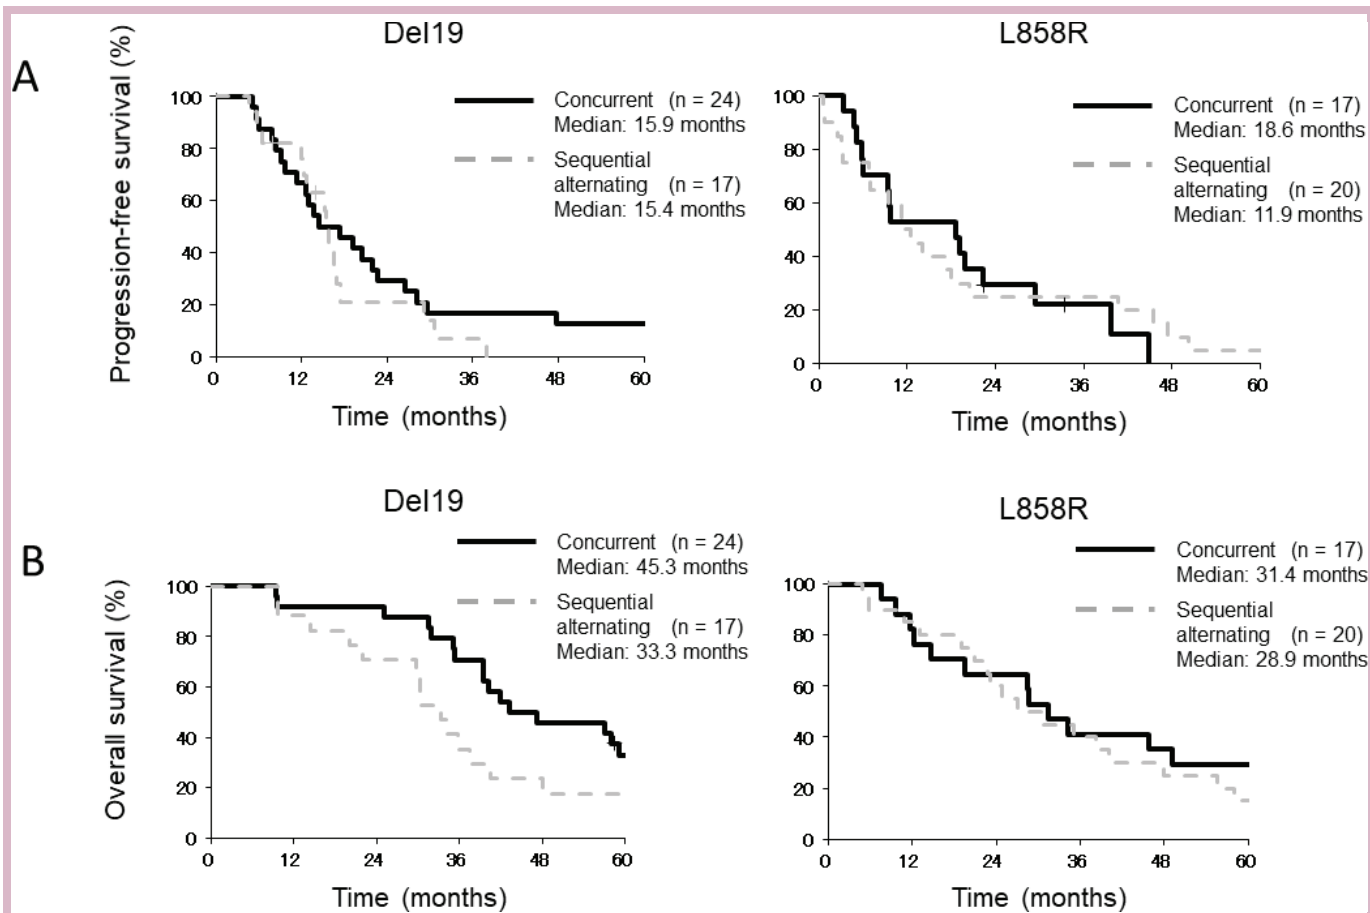 Del19
L858R
A
Progression-free survival (%)
100
80
60
40
20
0
0 12 24 36 48 60
Time (months)
Concurrent (n = 24)
Median: 15.9 months
Sequential
alternating (n = 17)
Median: 15.4 months
100
80
60
40
20
0
0 12 24 36 48 60
Time (months)
Concurrent (n = 17)
Median: 18.6 months
Sequential
alternating (n = 20)
Median: 11.9 months
Del19
L858R
B
Overall survival (%)
100
80
60
40
20
0
0 12 24 36 48 60
Time (months)
Concurrent (n = 24)
Median: 45.3 months
Sequential
alternating (n = 17)
Median: 33.3 months
100
80
60
40
20
0
0 12 24 36 48 60
Time (months)
Concurrent (n = 17)
Median: 31.4 months
Sequential
alternating (n = 20)
Median: 28.9 months